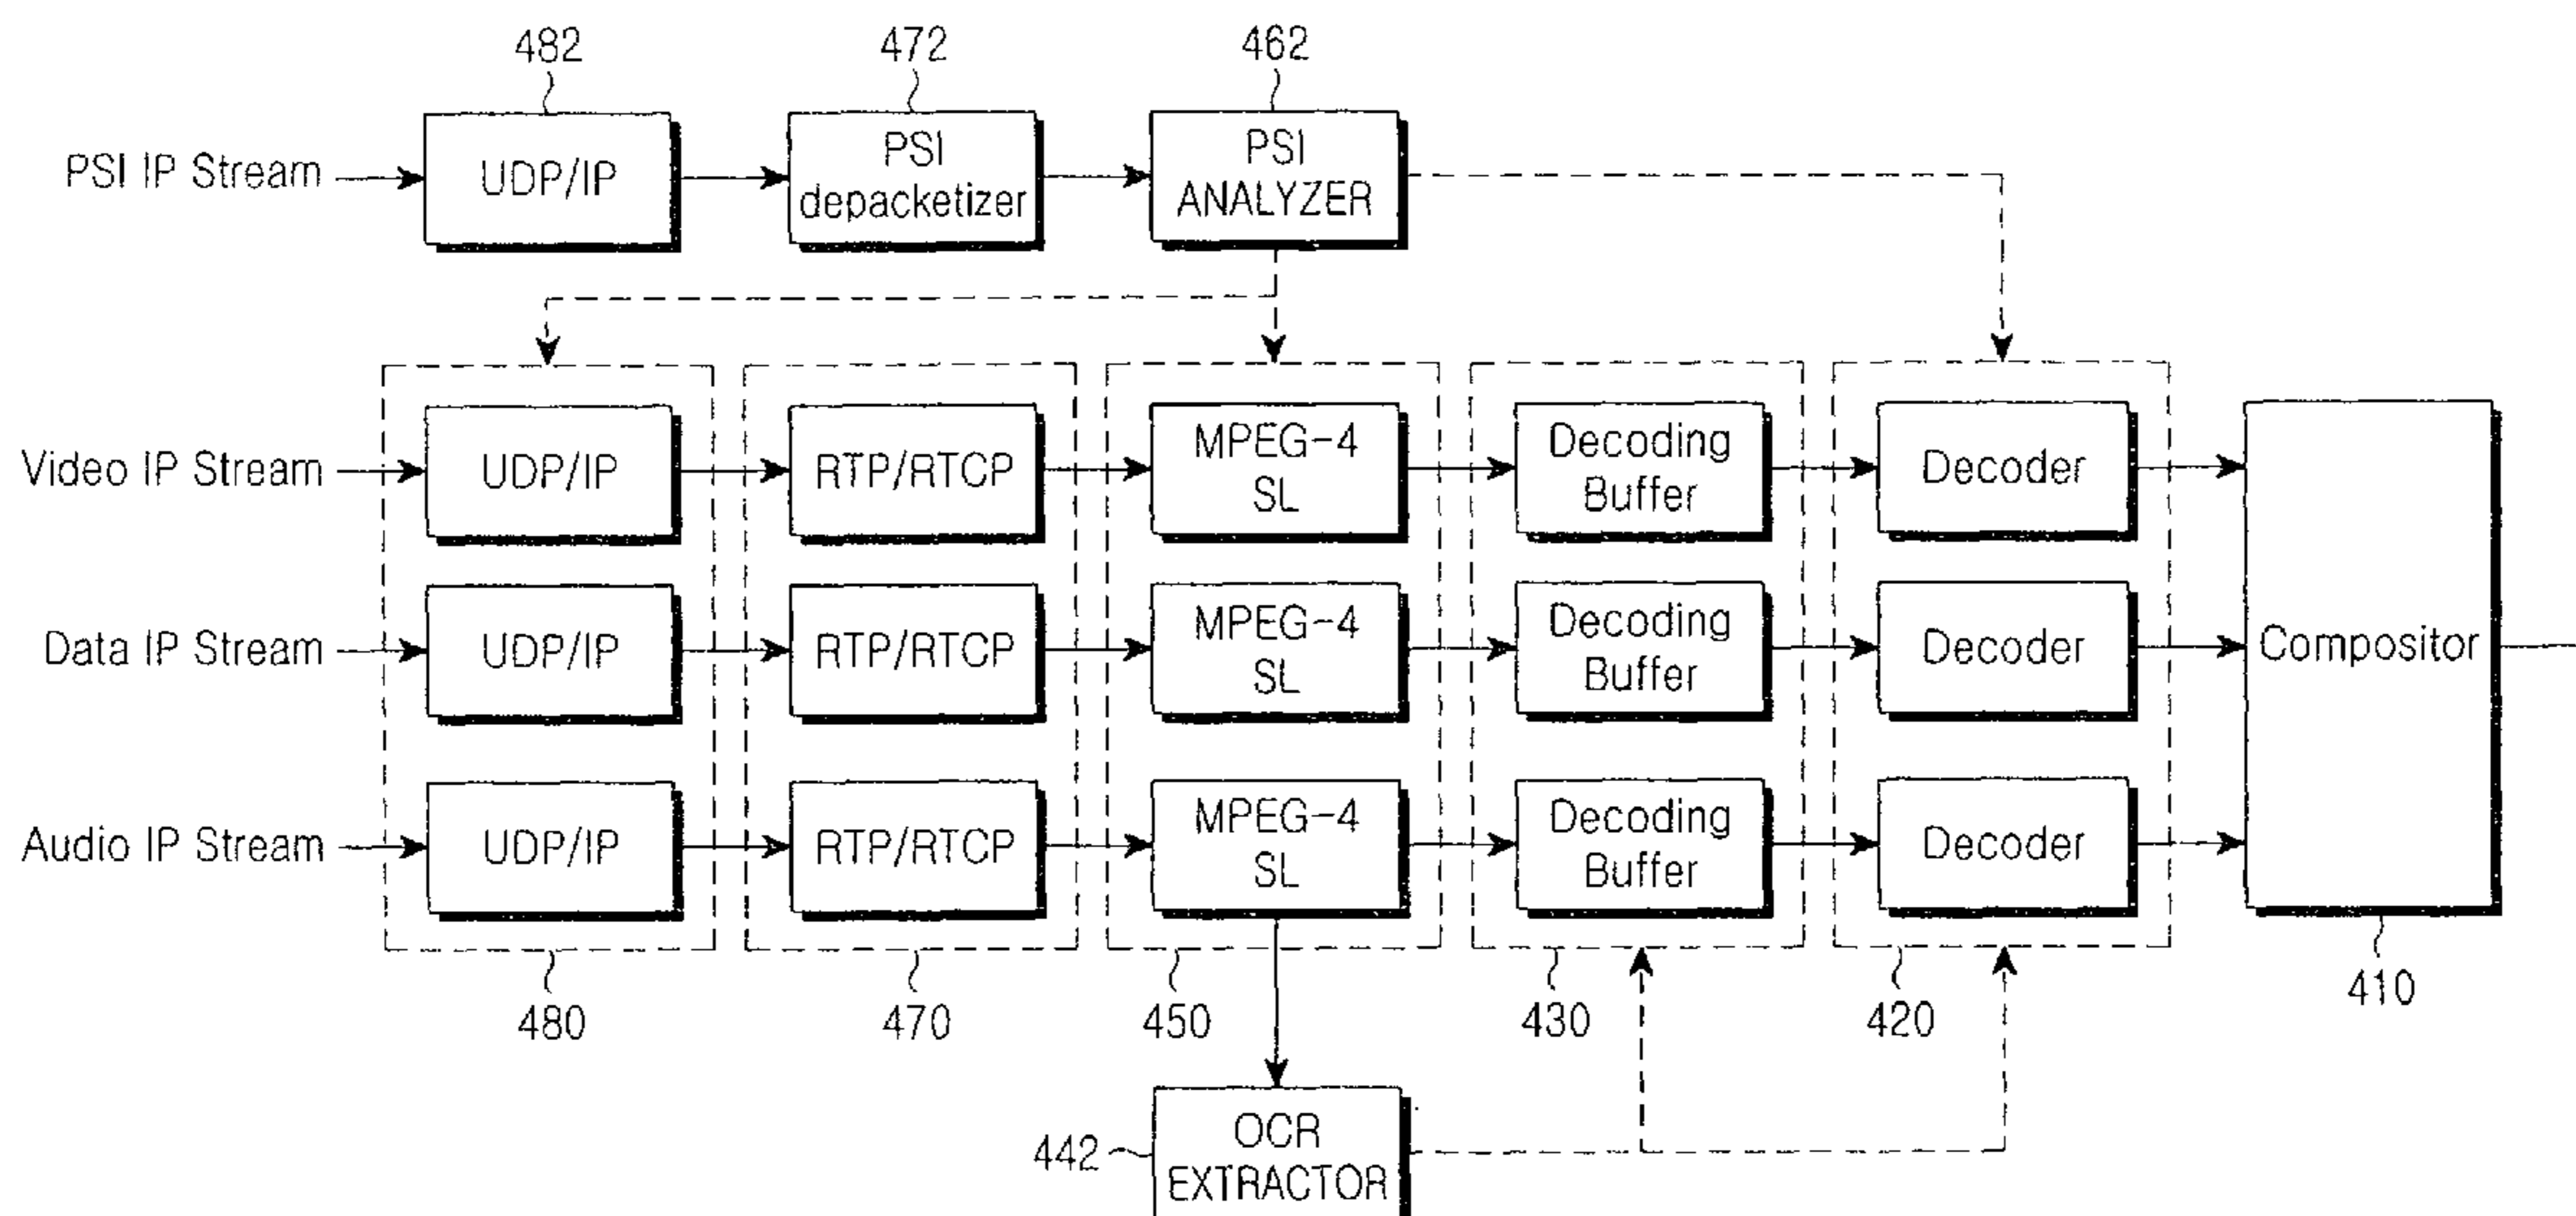 482
472
462
PSI IP Stream
UDP/IP
PSI
depacketizer
PSI
ANALYZER
Video IP Stream
UDP/IP
RTP/RTCP
MPEG-4
SL
Decoding
Buffer
Decoder
Data IP Stream
UDP/IP
RTP/RTCP
MPEG-4
SL
Decoding
Buffer
Decoder
Compositor
Audio IP Stream
UDP/IP
RTP/RTCP
MPEG-4
SL
Decoding
Buffer
Decoder
480
470
450
430
420
410
442
OCR
EXTRACTOR